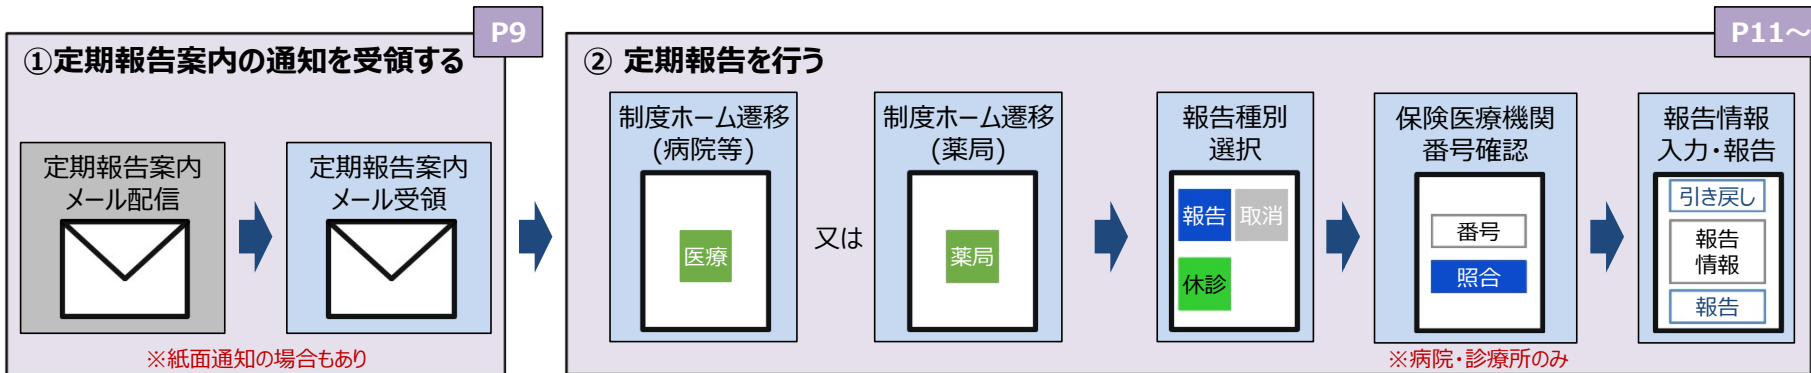 P9
①定期報告案内の通知を受領する
定期報告案内
メール配信
定期報告案内
メール受領
※紙面通知の場合もあり
P11～
② 定期報告を行う
制度ホーム遷移
(病院等)
医療
又は
制度ホーム遷移
(薬局)
薬局
報告種別
選択
報告 取消
休診
保険医療機関
番号確認
番号
照合
※病院・診療所のみ
報告情報
入力・報告
引き戻し
報告
情報
報告